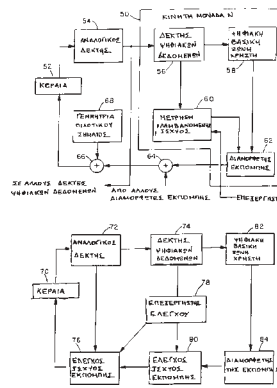 50
ΚΙΝΗΤΗ ΜΟΝΑΔΑ Ν
54
ΑΝΑΛΟΓΙΚΟΣ
ΔΕΚΤΗΣ
ΔΕΚΤΗΣ
ΨΗΦΙΑΚΩΝ
ΔΕΔΟΜΕΝΩΝ
56
ΨΗΦΙΑΚΗ
ΒΑΣΙΚΗ
ΖΩΝΗ
ΧΡΗΣΤΗ
58
52
ΚΕΡΑΙΑ
68
ΓΕΝΝΗΤΡΙΑ
ΠΙΛΟΤΙΚΟΥ
ΣΗΜΑΤΟΣ
60
ΜΕΤΡΗΣΗ
ΛΑΜΒΑΝΟΜΕΝΗΣ
ΙΣΧΥΟΣ
62
ΔΙΑΜΟΡΦΩΤΗΣ
ΕΚΠΟΜΠΗΣ
66
64
ΣΕ ΑΛΛΟΥΣ ΔΕΚΤΕΣ
ΨΗΦΙΑΚΩΝ ΔΕΔΟΜΕΝΩΝ
ΑΠΟ ΑΛΛΟΥΣ
ΔΙΑΜΟΡΦΩΤΕΣ ΕΚΠΟΜΠΗΣ
72
ΑΝΑΛΟΓΙΚΟΣ
ΔΕΚΤΗΣ
74
ΔΕΚΤΗΣ
ΨΗΦΙΑΚΩΝ
ΔΕΔΟΜΕΝΩΝ
82
ΨΗΦΙΑΚΗ
ΒΑΣΙΚΗ
ΖΩΝΗ
ΧΡΗΣΤΗ
70
ΚΕΡΑΙΑ
78
ΕΠΕΞΕΡΓΑΣΤΗΣ
ΕΛΕΓΧΟΥ
76
ΕΛΕΓΧΟΣ
ΙΣΧΥΟΣ
ΕΚΠΟΜΠΗΣ
80
ΕΛΕΓΧΟΣ
ΙΣΧΥΟΣ
ΕΚΠΟΜΠΗΣ
84
ΔΙΑΜΟΡΦΩΤΗΣ
ΤΗΣ ΕΚΠΟΜΠΗΣ